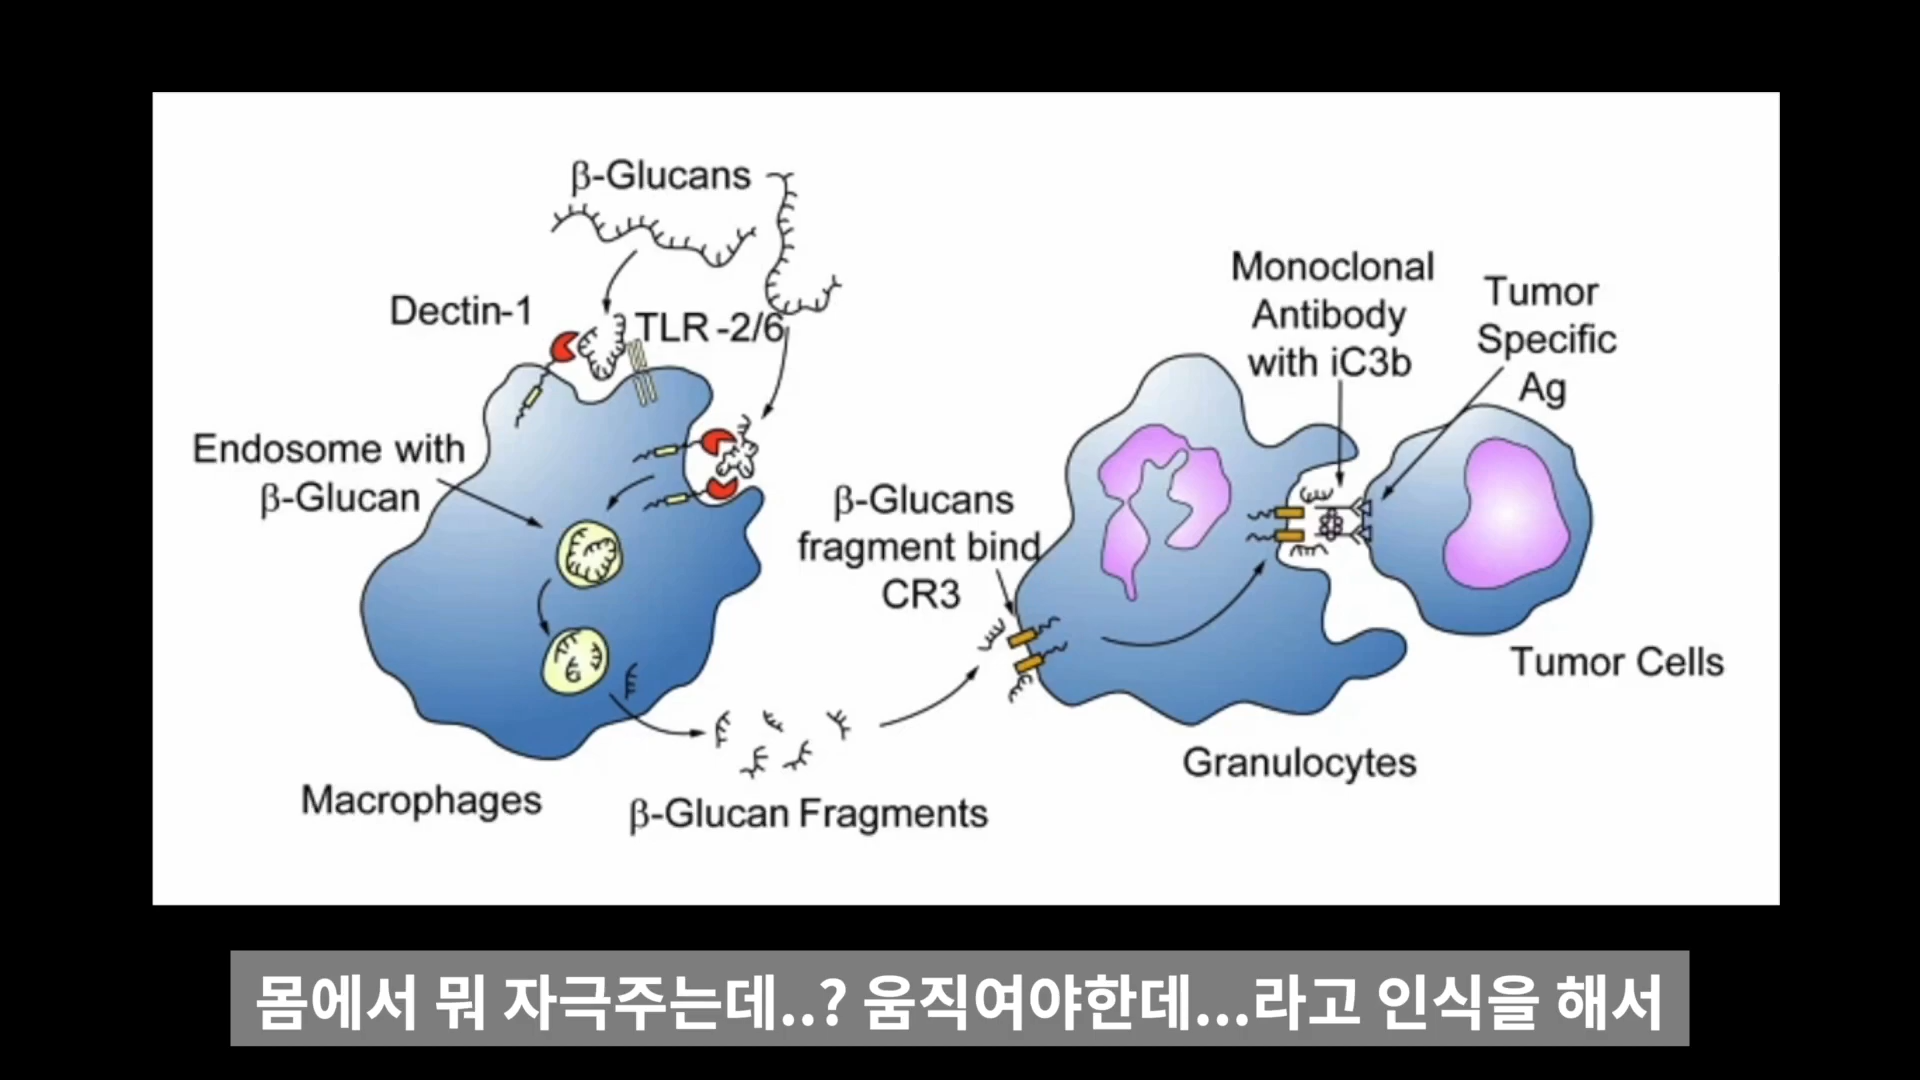 β-Glucans
Dectin-1
TLR-2/6
Endosome with
β-Glucan
Macrophages
β-Glucan Fragments
β-Glucans
fragment bind
CR3
Monoclonal
Antibody
with iC3b
Tumor
Specific
Ag
Tumor Cells
Granulocytes
몸에서 뭐 자극주는데..? 움직여야한데...라고 인식을 해서